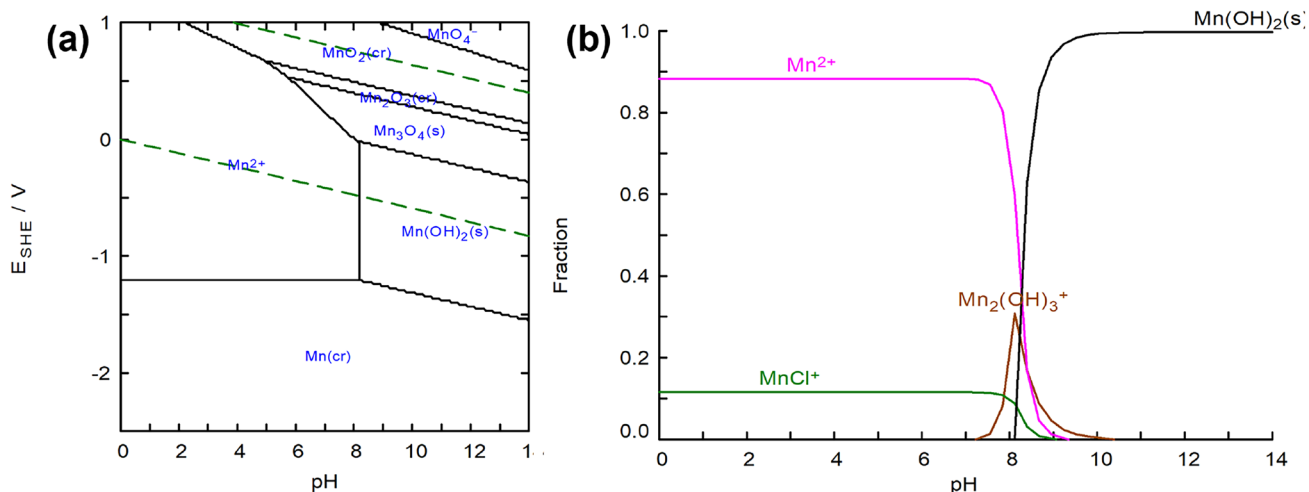 (a)
1
0
-1
-2
E_SHE / V
MnO₄⁻
MnO₂(cr)
Mn₂O₃(cr)
Mn₃O₄(s)
Mn²⁺
Mn(OH)₂(s)
Mn(cr)
0 2 4 6 8 10 12
pH
(b)
Mn(OH)₂(s)
1.0
0.8
0.6
0.4
0.2
0.0
Fraction
Mn²⁺
Mn₂(OH)₃⁺
MnCl⁺
0 2 4 6 8 10 12 14
pH